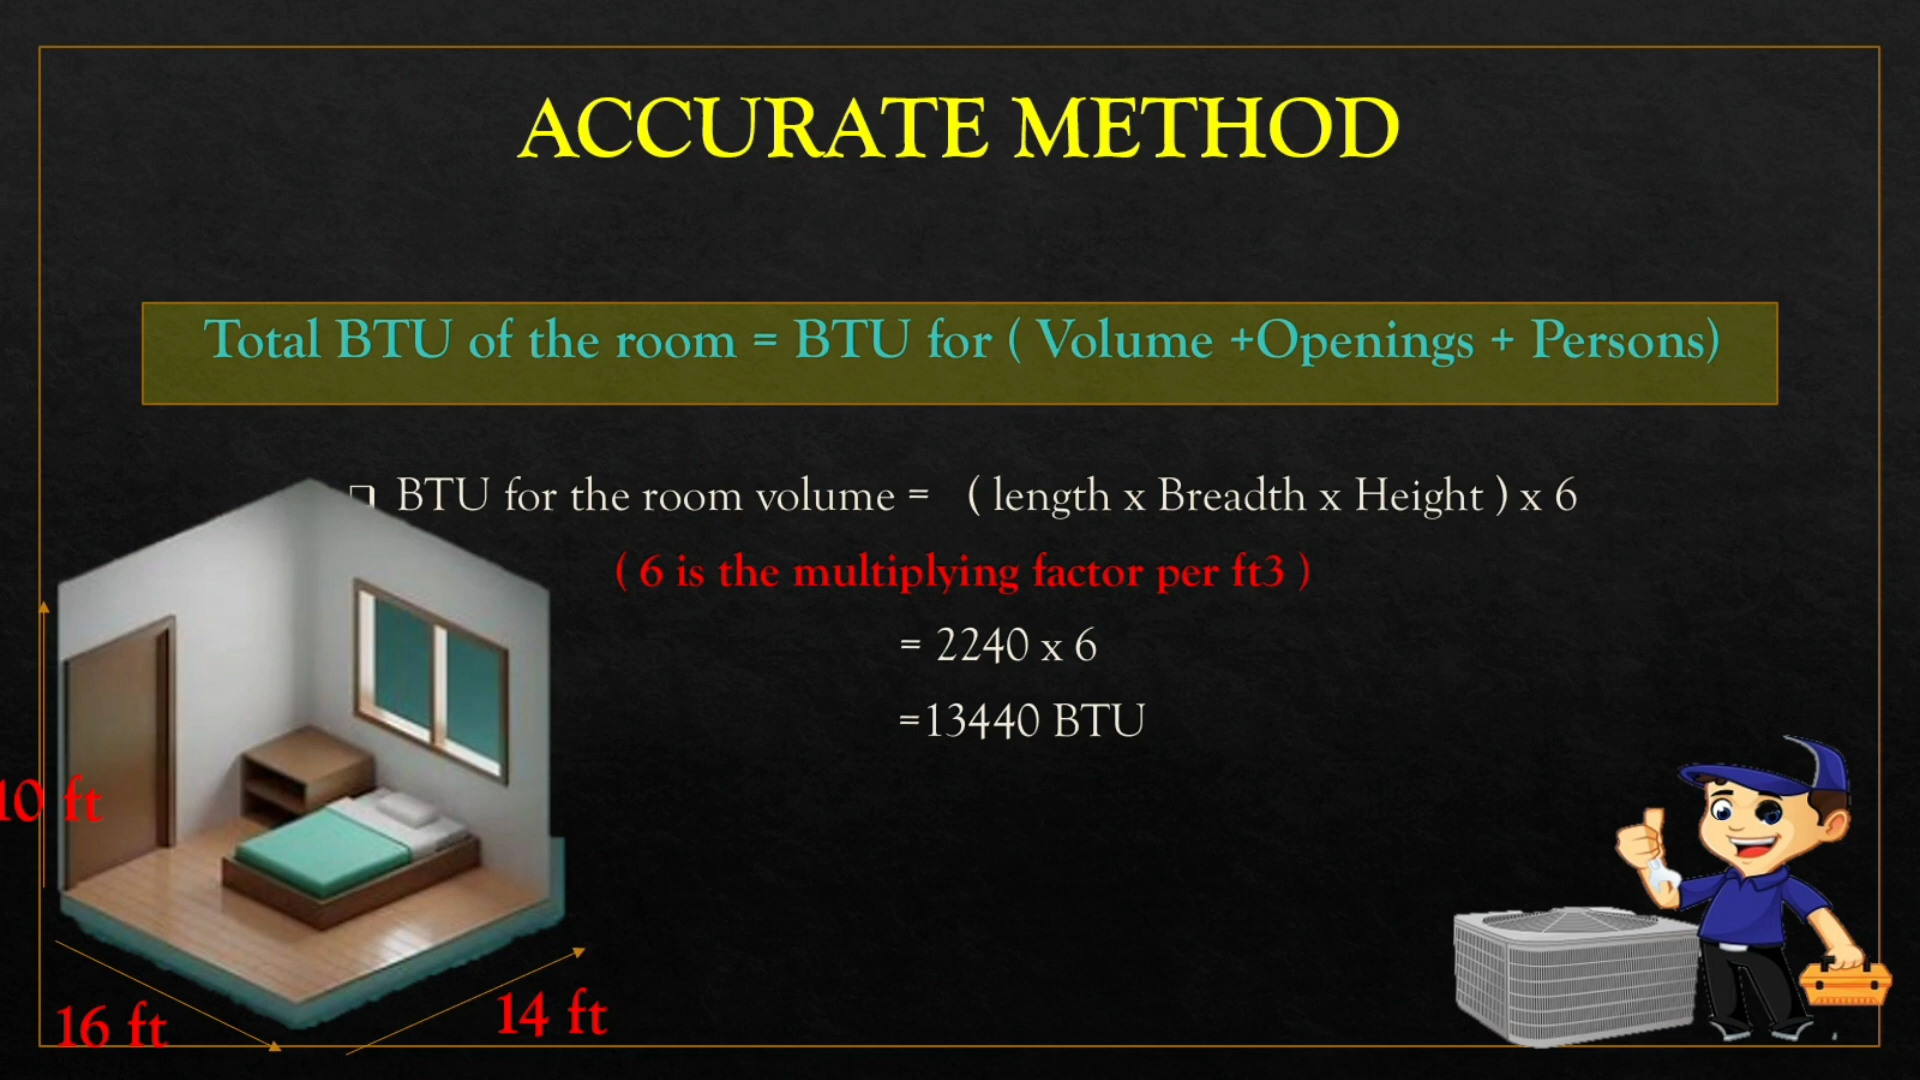 ACCURATE METHOD
Total BTU of the room = BTU for ( Volume +Openings + Persons)
BTU for the room volume = ( length x Breadth x Height ) x 6
( 6 is the multiplying factor per ft3 )
= 2240 x 6
=13440 BTU
10 ft
16 ft
14 ft